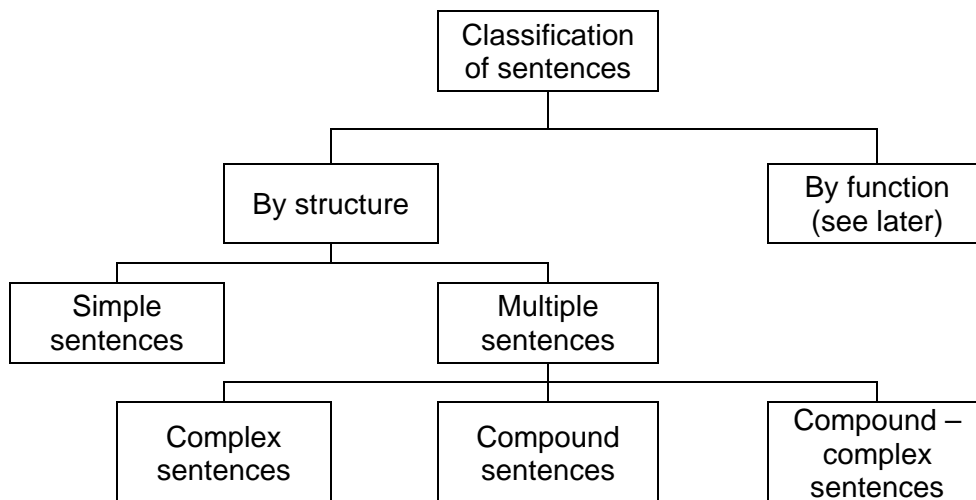 Classification
of sentences
By structure
By function
(see later)
Simple
sentences
Multiple
sentences
Complex
sentences
Compound
sentences
Compound –
complex
sentences